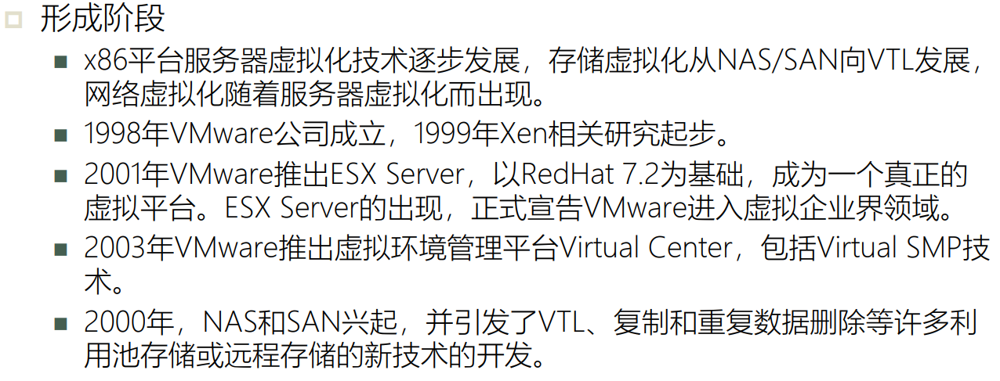 形成阶段
x86平台服务器虚拟化技术逐步发展，存储虚拟化从NAS/SAN向VTL发展，
网络虚拟化随着服务器虚拟化而出现。
1998年VMware公司成立，1999年Xen相关研究起步。
2001年VMware推出ESX Server，以RedHat 7.2为基础，成为一个真正的
虚拟平台。ESX Server的出现，正式宣告VMware进入虚拟企业界领域。
2003年VMware推出虚拟环境管理平台Virtual Center，包括Virtual SMP技
术。
2000年，NAS和SAN兴起，并引发了VTL、复制和重复数据删除等许多利
用池存储或远程存储的新技术的开发。